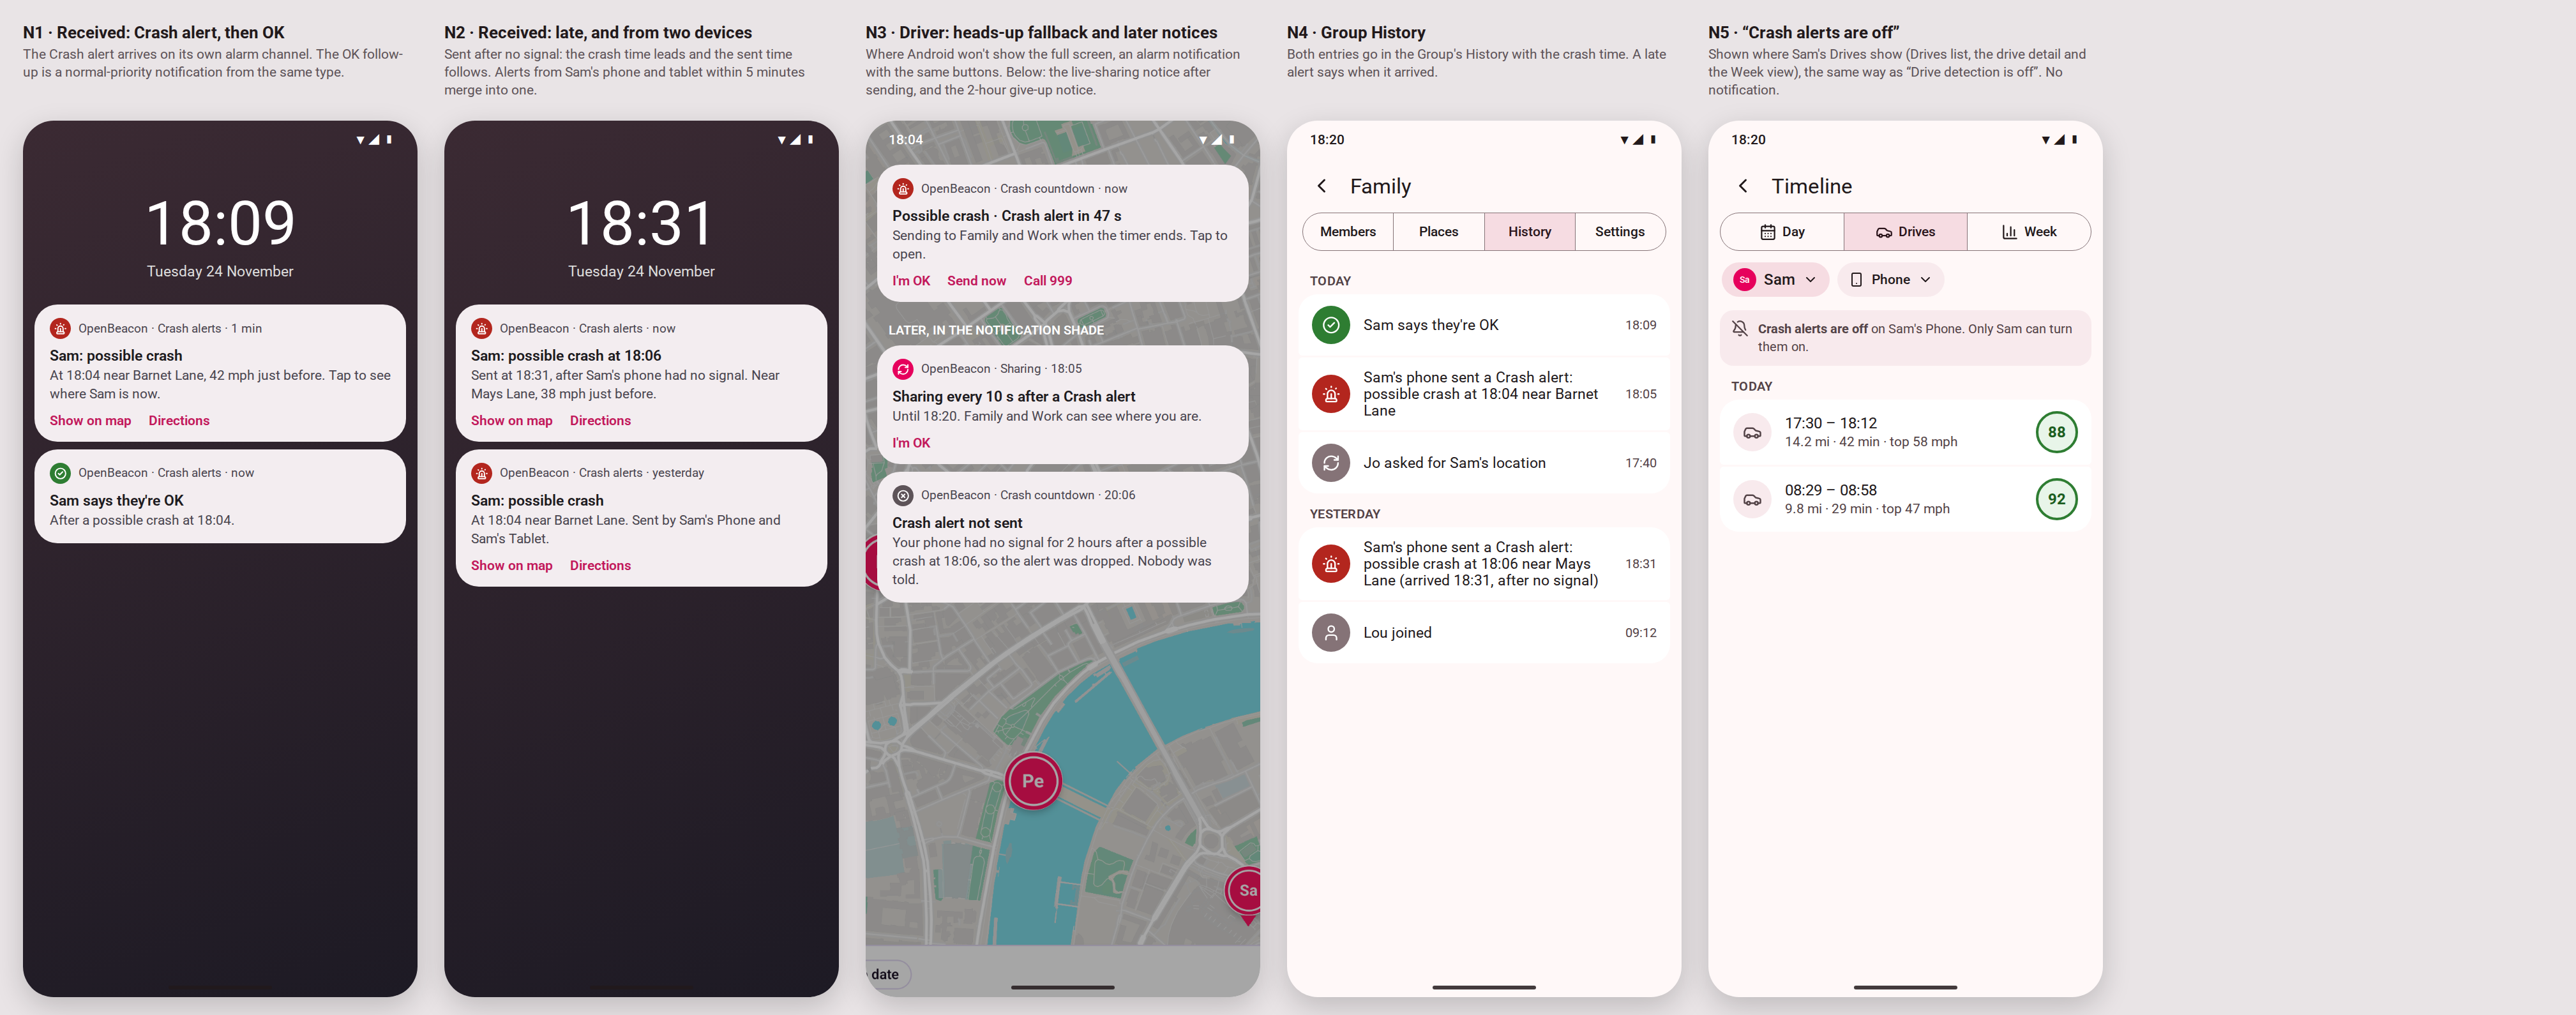 N1 · Received: Crash alert, then OK
The Crash alert arrives on its own alarm channel. The OK follow-
up is a normal-priority notification from the same type.
18:09
Tuesday 24 November
OpenBeacon · Crash alerts · 1 min
Sam: possible crash
At 18:04 near Barnet Lane, 42 mph just before. Tap to see
where Sam is now.
Show on map Directions
OpenBeacon · Crash alerts · now
Sam says they're OK
After a possible crash at 18:04.
N2 · Received: late, and from two devices
Sent after no signal: the crash time leads and the sent time
follows. Alerts from Sam's phone and tablet within 5 minutes
merge into one.
18:31
Tuesday 24 November
OpenBeacon · Crash alerts · now
Sam: possible crash at 18:06
Sent at 18:31, after Sam's phone had no signal. Near
Mays Lane, 38 mph just before.
Show on map Directions
OpenBeacon · Crash alerts · yesterday
Sam: possible crash
At 18:04 near Barnet Lane. Sent by Sam's Phone and
Sam's Tablet.
Show on map Directions
N3 · Driver: heads-up fallback and later notices
Where Android won't show the full screen, an alarm notification
with the same buttons. Below: the live-sharing notice after
sending, and the 2-hour give-up notice.
18:04
OpenBeacon · Crash countdown · now
Possible crash · Crash alert in 47 s
Sending to Family and Work when the timer ends. Tap to
open.
I'm OK Send now Call 999
LATER, IN THE NOTIFICATION SHADE
OpenBeacon · Sharing · 18:05
Sharing every 10 s after a Crash alert
Until 18:20. Family and Work can see where you are.
I'm OK
OpenBeacon · Crash countdown · 20:06
Crash alert not sent
Your phone had no signal for 2 hours after a possible
crash at 18:06, so the alert was dropped. Nobody was
told.
Pe
Sa
date
N4 · Group History
Both entries go in the Group's History with the crash time. A late
alert says when it arrived.
18:20
Family
Members Places History Settings
TODAY
Sam says they're OK 18:09
Sam's phone sent a Crash alert:
possible crash at 18:04 near Barnet 18:05
Lane
Jo asked for Sam's location 17:40
YESTERDAY
Sam's phone sent a Crash alert:
possible crash at 18:06 near Mays 18:31
Lane (arrived 18:31, after no signal)
Lou joined 09:12
N5 · “Crash alerts are off”
Shown where Sam's Drives show (Drives list, the drive detail and
the Week view), the same way as “Drive detection is off”. No
notification.
18:20
Timeline
Day Drives Week
Sa Sam Phone
Crash alerts are off on Sam's Phone. Only Sam can turn
them on.
TODAY
17:30 – 18:12
14.2 mi · 42 min · top 58 mph
88
08:29 – 08:58
9.8 mi · 29 min · top 47 mph
92